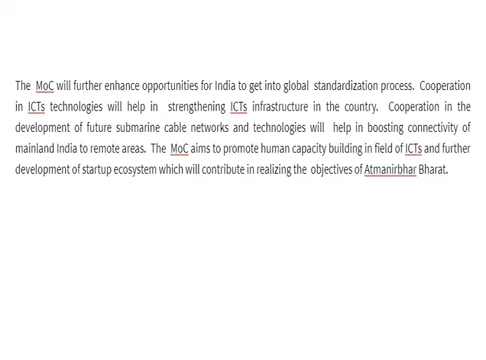 The MoC will further enhance opportunities for India to get into global standardization process. Cooperation
in ICTs technologies will help in strengthening ICTs infrastructure in the country. Cooperation in the
development of future submarine cable networks and technologies will help in boosting connectivity of
mainland India to remote areas. The MoC aims to promote human capacity building in field of ICTs and further
development of startup ecosystem which will contribute in realizing the objectives of Atmanirbhar Bharat.